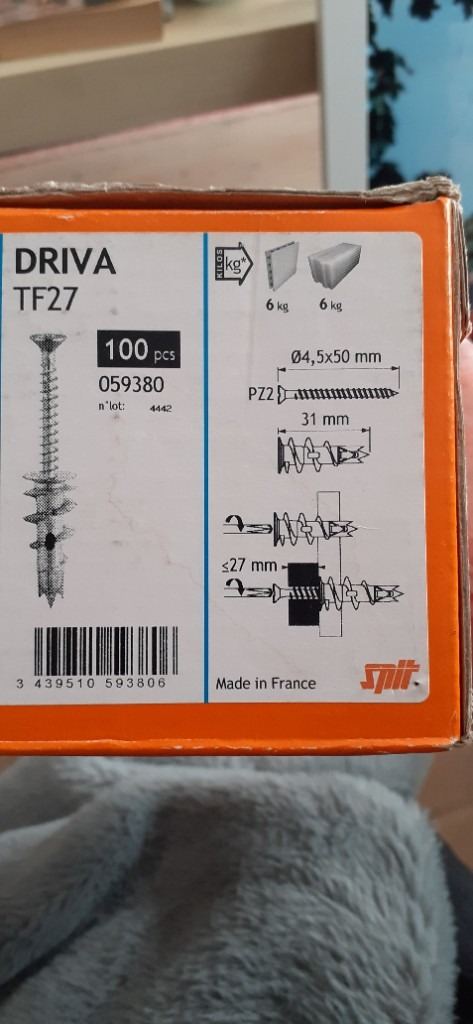 DRIVA
TF27
100 pcs
059380
n°lot: 4442
3 439510 593806
KILOS
kg*
6 kg 6 kg
Ø4,5x50 mm
PZ2
31 mm
≤27 mm
Made in France
spit